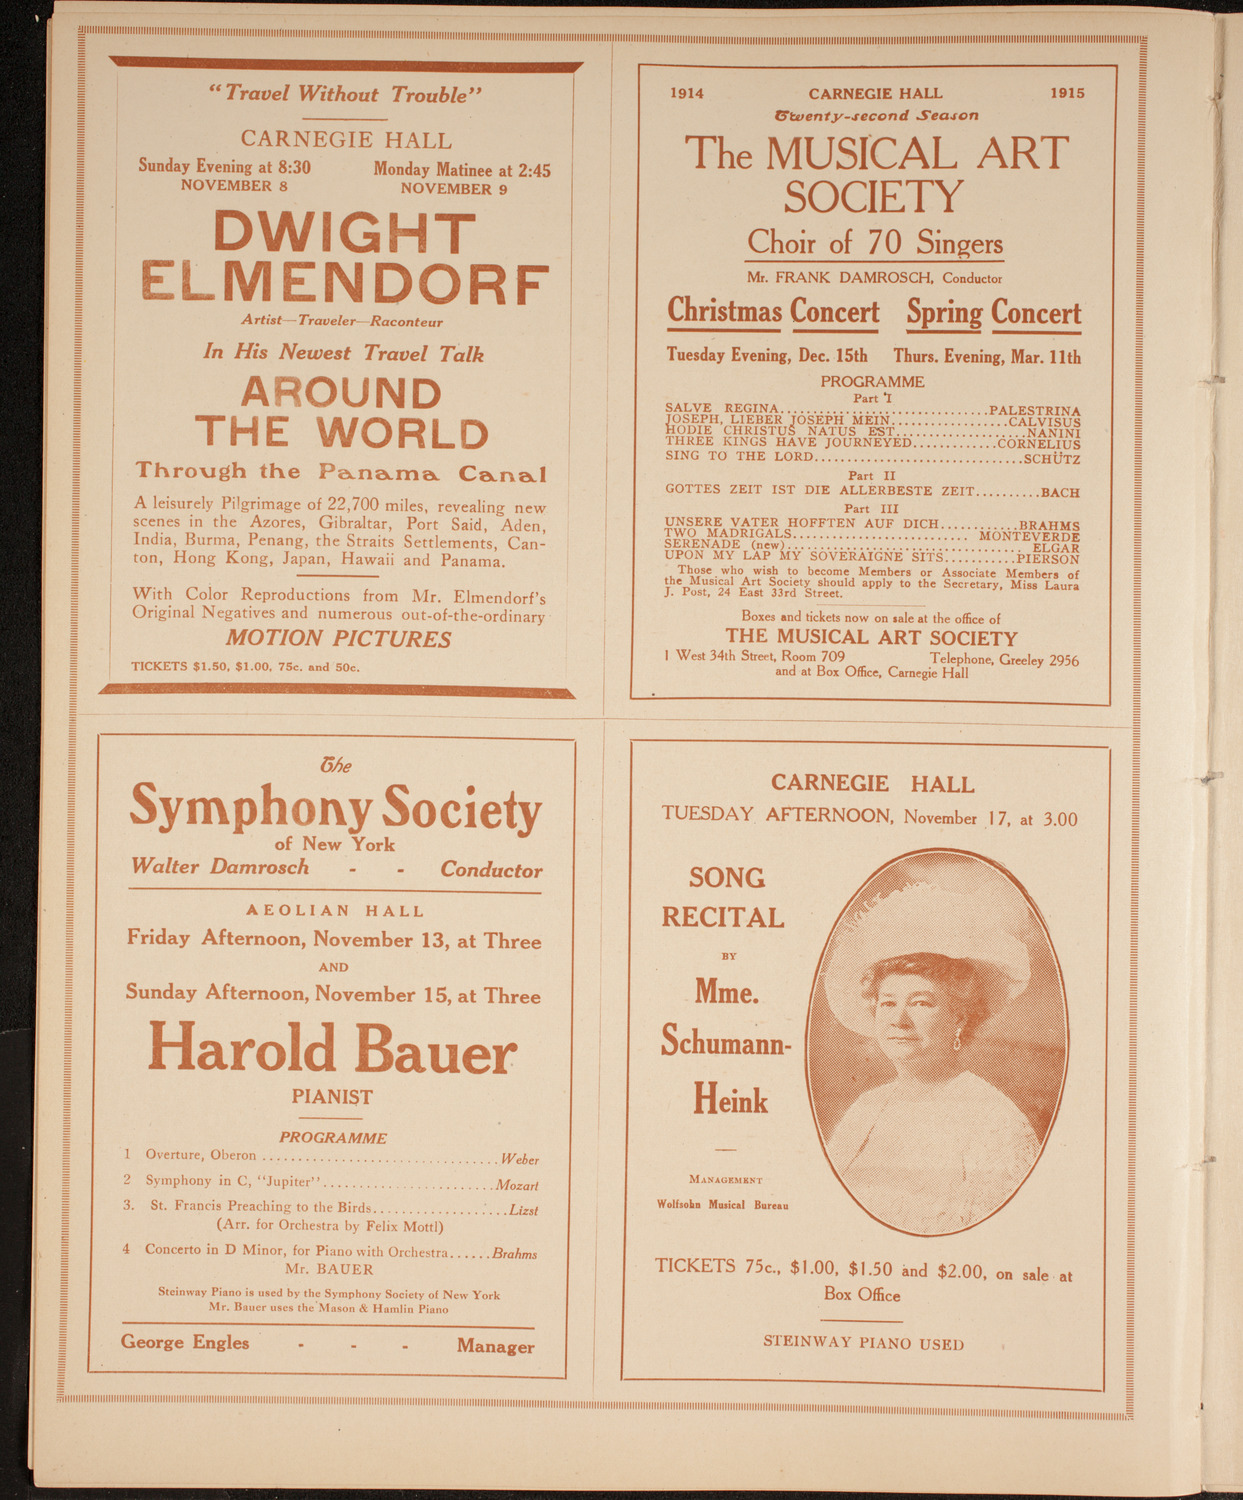 "Travel Without Trouble"
CARNEGIE HALL
Sunday Evening at 8:30 Monday Matinee at 2:45
NOVEMBER 8 NOVEMBER 9
DWIGHT
ELMENDORF
Artist—Traveler—Raconteur
In His Newest Travel Talk
AROUND
THE WORLD
Through the Panama Canal
A leisurely Pilgrimage of 22,700 miles, revealing new
scenes in the Azores, Gibraltar, Port Said, Aden,
India, Burma, Penang, the Straits Settlements, Can-
ton, Hong Kong, Japan, Hawaii and Panama.
With Color Reproductions from Mr. Elmendorf's
Original Negatives and numerous out-of-the-ordinary
MOTION PICTURES
TICKETS $1.50, $1.00, 75c. and 50c.
1914 CARNEGIE HALL 1915
Twenty-second Season
The MUSICAL ART
SOCIETY
Choir of 70 Singers
Mr. FRANK DAMROSCH, Conductor
Christmas Concert Spring Concert
Tuesday Evening, Dec. 15th Thurs. Evening, Mar. 11th
PROGRAMME
Part I
SALVE REGINA..............................PALESTRINA
JOSEPH, LIEBER JOSEPH MEIN.................CALVISUS
HODIE CHRISTUS NATUS EST...................NANINI
THREE KINGS HAVE JOURNEYED............CORNELIUS
SING TO THE LORD..............................SCHÜTZ
Part II
GOTTES ZEIT IST DIE ALLERBESTE ZEIT..........BACH
Part III
UNSERE VATER HOFFTEN AUF DICH...........BRAHMS
TWO MADRIGALS......................... MONTEVERDE
SERENADE (new)................................... ELGAR
UPON MY LAP MY SOVERAIGNE SITS..........PIERSON
Those who wish to become Members or Associate Members of
the Musical Art Society should apply to the Secretary, Miss Laura
J. Post, 24 East 33rd Street.
Boxes and tickets now on sale at the office of
THE MUSICAL ART SOCIETY
1 West 34th Street, Room 709 Telephone, Greeley 2956
and at Box Office, Carnegie Hall
The
Symphony Society
of New York
Walter Damrosch - - Conductor
AEOLIAN HALL
Friday Afternoon, November 13, at Three
AND
Sunday Afternoon, November 15, at Three
Harold Bauer
PIANIST
PROGRAMME
1 Overture, Oberon .................................Weber
2 Symphony in C, "Jupiter"........................Mozart
3. St. Francis Preaching to the Birds...................Lizst
(Arr. for Orchestra by Felix Mottl)
4 Concerto in D Minor, for Piano with Orchestra......Brahms
Mr. BAUER
Steinway Piano is used by the Symphony Society of New York
Mr. Bauer uses the Mason & Hamlin Piano
George Engles - - - Manager
CARNEGIE HALL
TUESDAY AFTERNOON, November 17, at 3.00
SONG
RECITAL
BY
Mme.
Schumann-
Heink
MANAGEMENT
Wolfsohn Musical Bureau
TICKETS 75c., $1.00, $1.50 and $2.00, on sale at
Box Office
STEINWAY PIANO USED